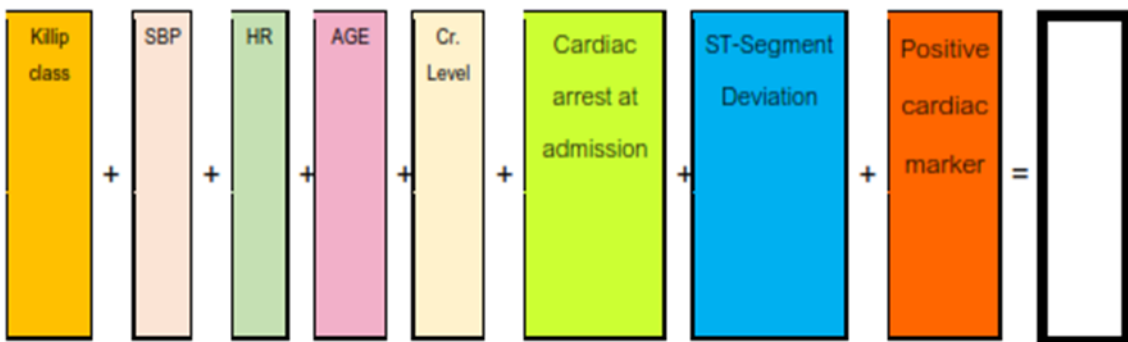 Killip
class
+
SBP
+
HR
+
AGE
+
Cr.
Level
+
Cardiac
arrest at
admission
+
ST-Segment
Deviation
+
Positive
cardiac
marker
=